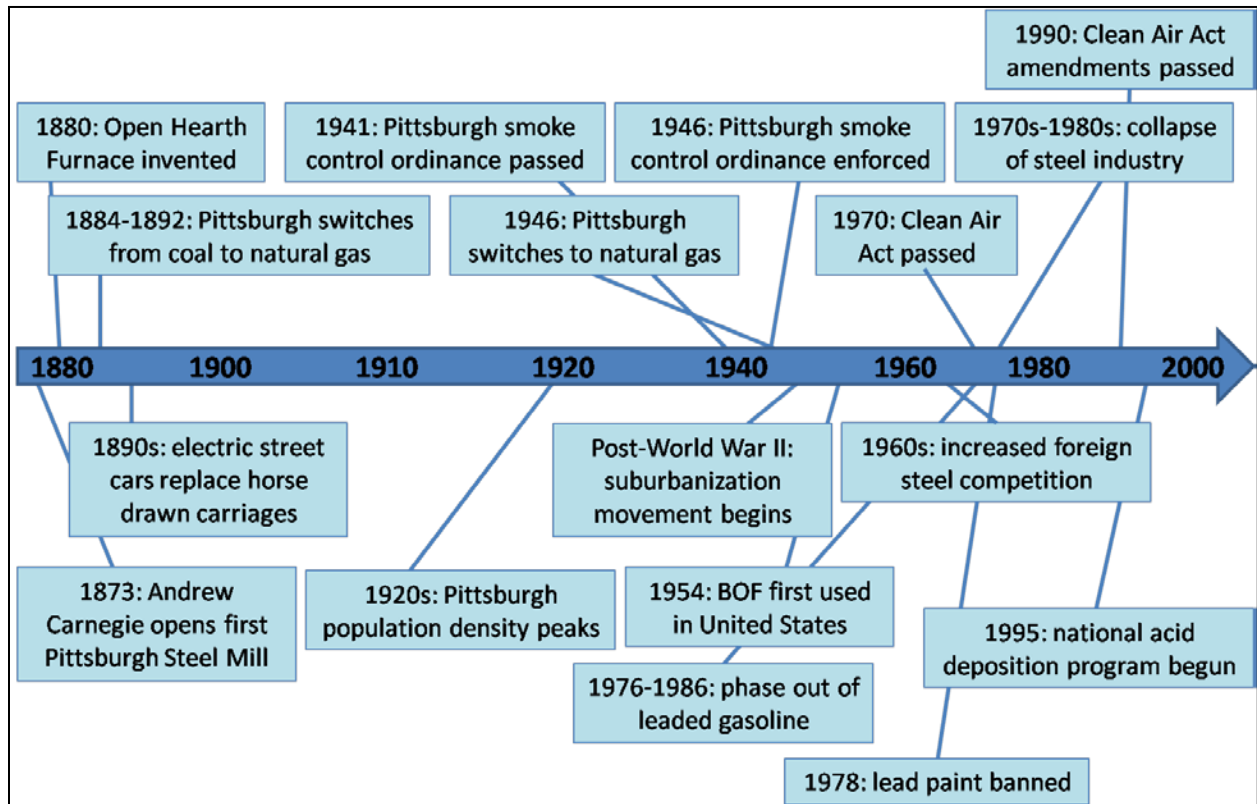 1990: Clean Air Act
amendments passed
1880: Open Hearth
Furnace invented
1941: Pittsburgh smoke
control ordinance passed
1946: Pittsburgh smoke
control ordinance enforced
1970s-1980s: collapse
of steel industry
1884-1892: Pittsburgh switches
from coal to natural gas
1946: Pittsburgh
switches to natural gas
1970: Clean Air
Act passed
1880 1900 1910 1920 1940 1960 1980 2000
1890s: electric street
cars replace horse
drawn carriages
Post-World War II:
suburbanization
movement begins
1960s: increased foreign
steel competition
1873: Andrew
Carnegie opens first
Pittsburgh Steel Mill
1920s: Pittsburgh
population density peaks
1954: BOF first used
in United States
1995: national acid
deposition program begun
1976-1986: phase out of
leaded gasoline
1978: lead paint banned